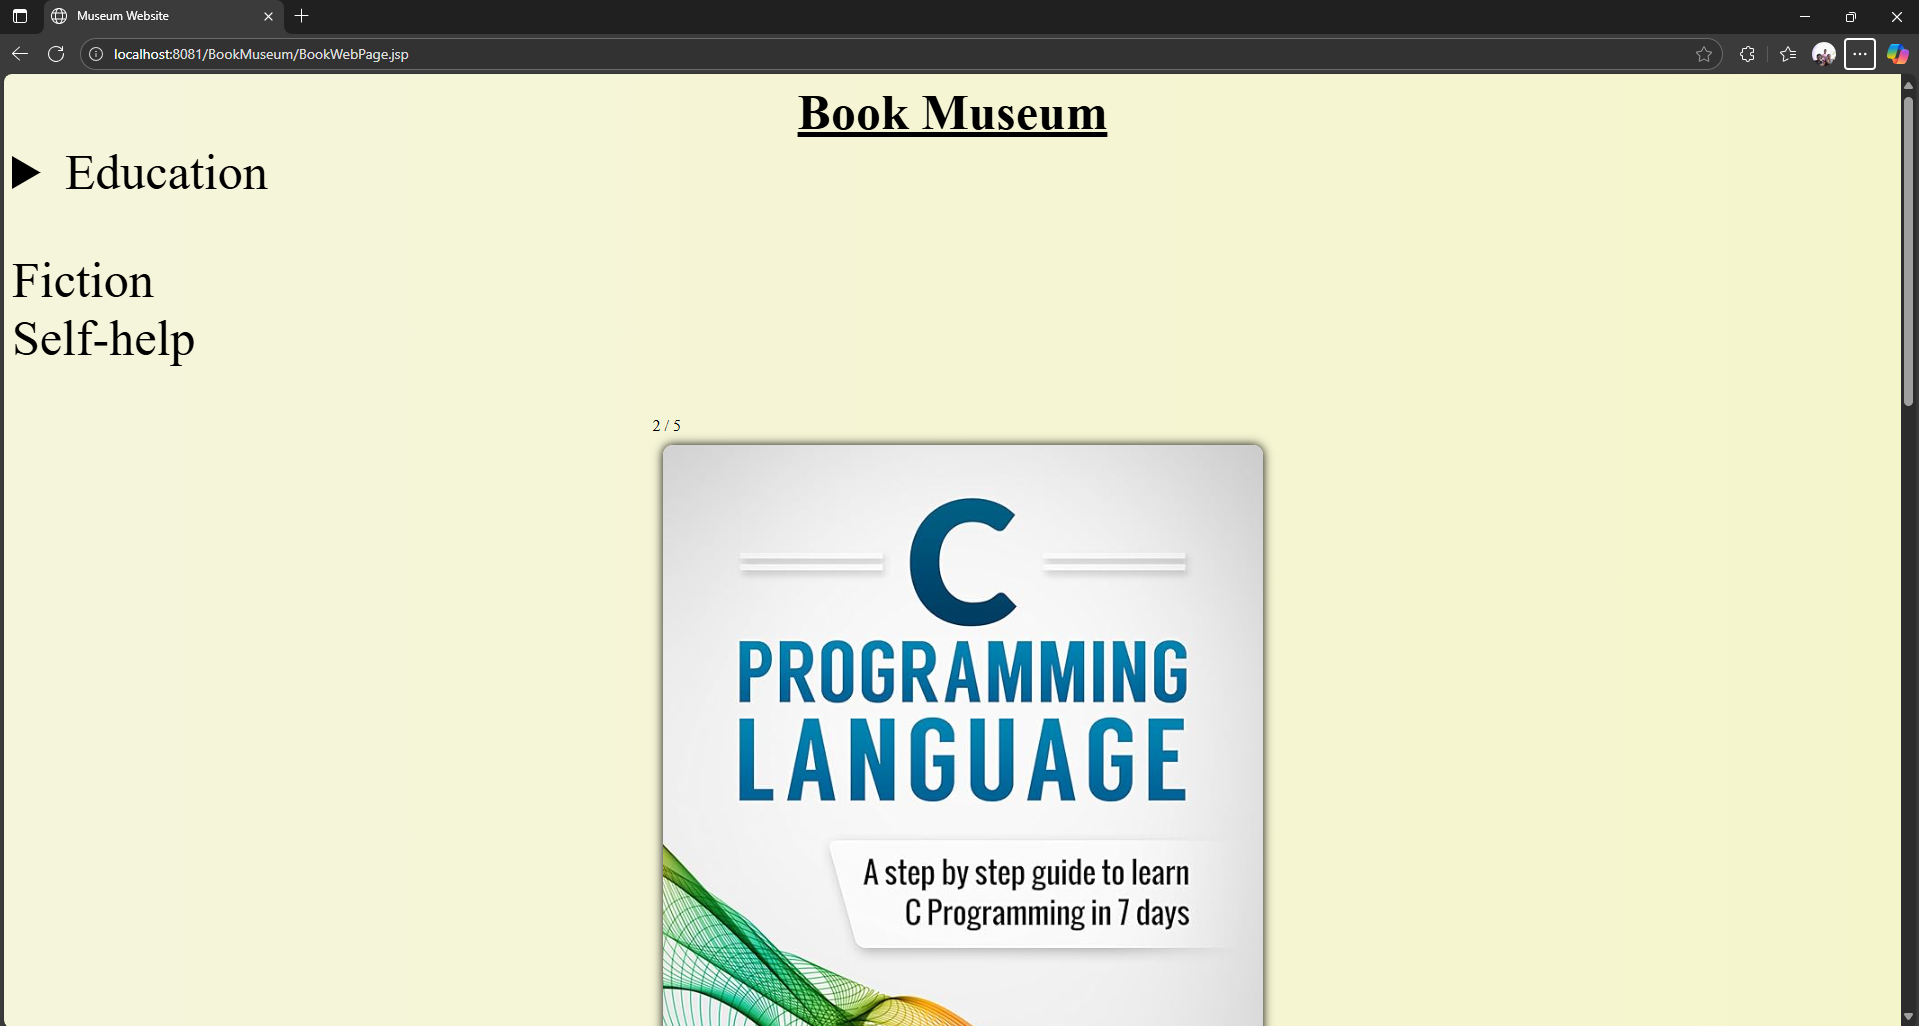 Museum Website
localhost:8081/BookMuseum/BookWebPage.jsp
Book Museum
Education
Fiction
Self-help
2 / 5
C
PROGRAMMING
LANGUAGE
A step by step guide to learn
C Programming in 7 days